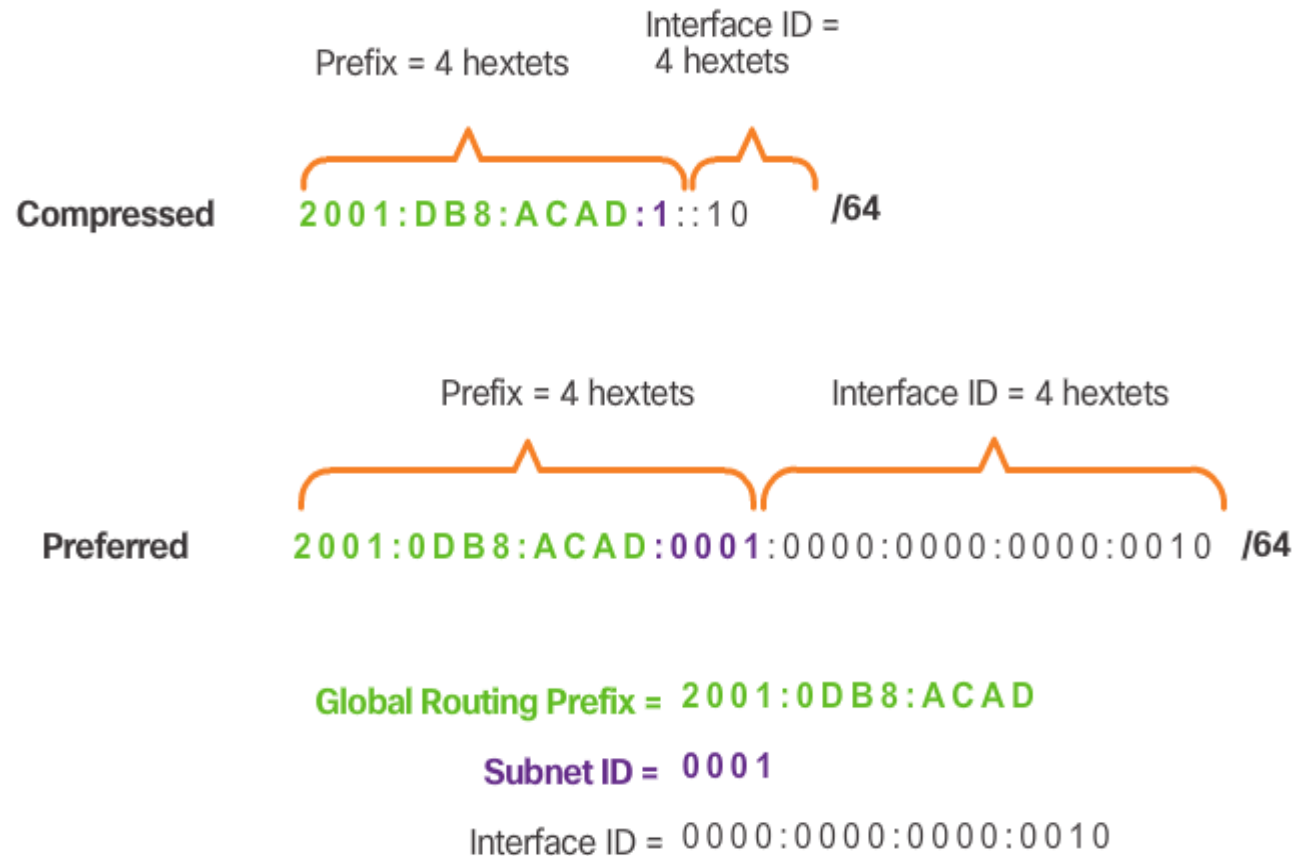 Prefix = 4 hextets
Interface ID =
4 hextets
Compressed 2001:DB8:ACAD:1::10 /64
Prefix = 4 hextets Interface ID = 4 hextets
Preferred 2001:0DB8:ACAD:0001:0000:0000:0000:0010 /64
Global Routing Prefix = 2001:0DB8:ACAD
Subnet ID = 0001
Interface ID = 0000:0000:0000:0010